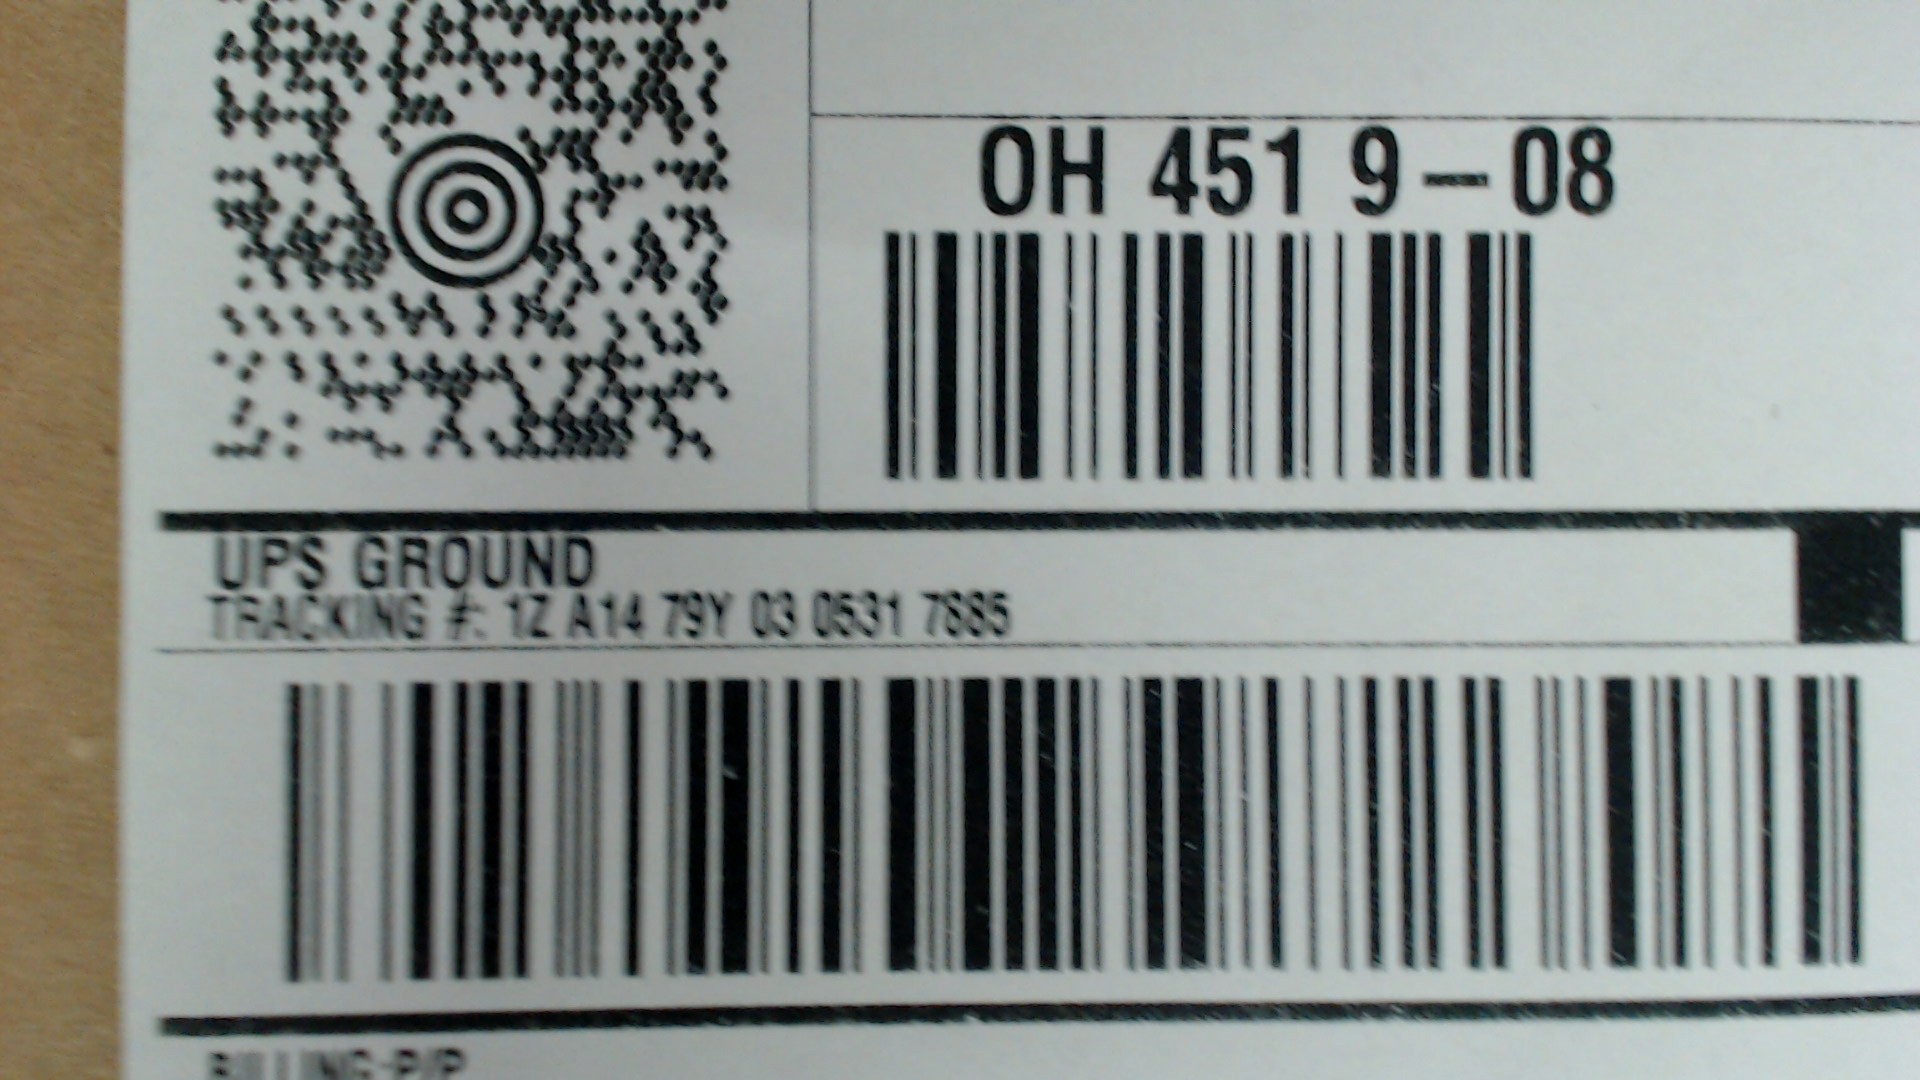 OH 451 9-08
UPS GROUND
TRACKING #: 1Z A14 79Y 03 0531 7885
BILLING: P/P